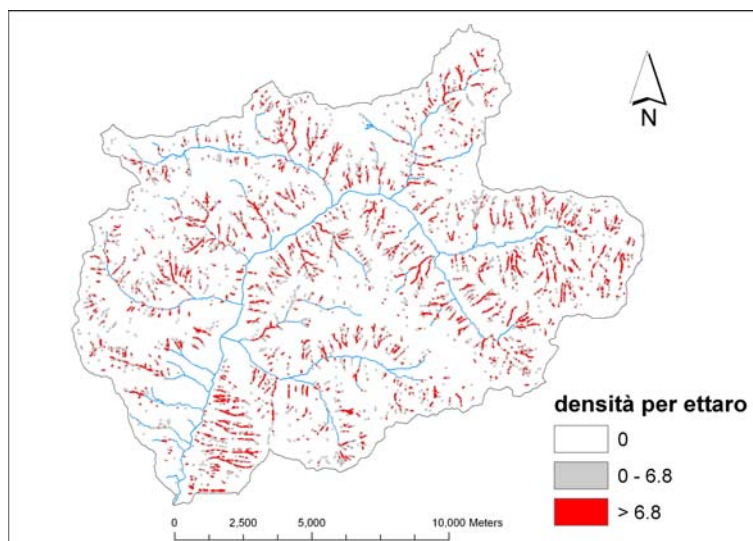 N
densità per ettaro
0
0 - 6.8
> 6.8
0 2,500 5,000 10,000 Meters